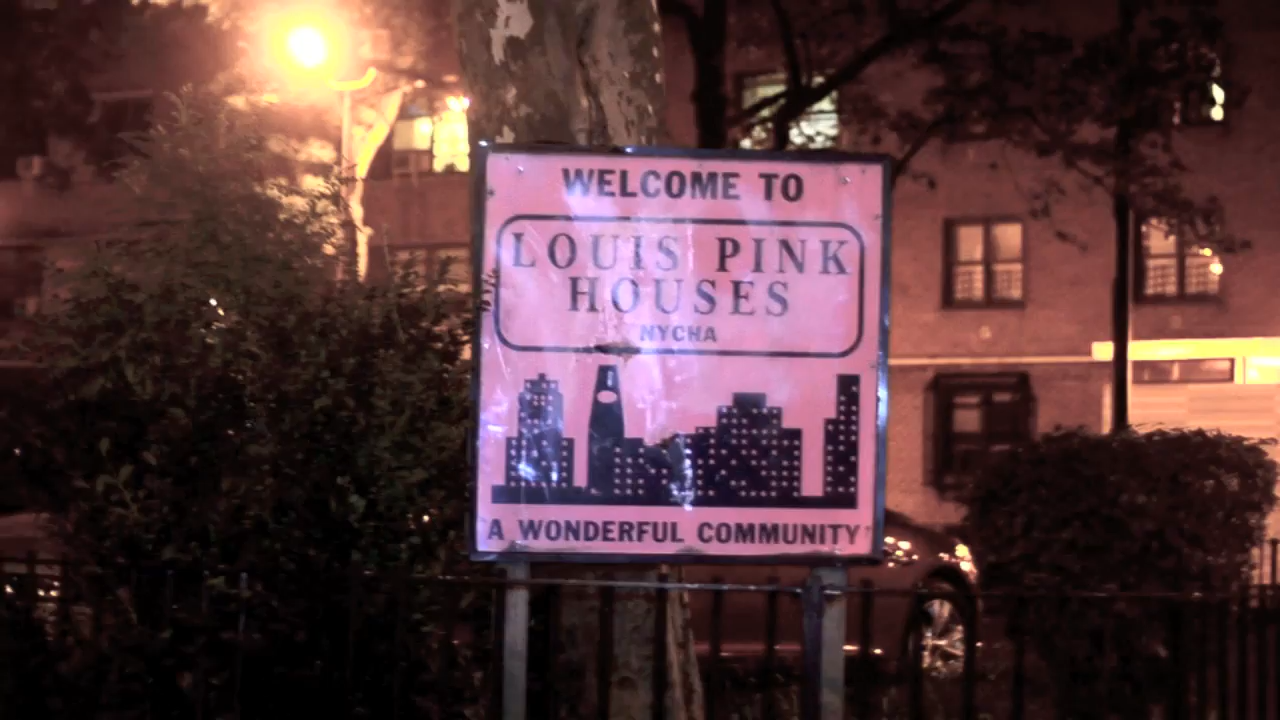 WELCOME TO
LOUIS PINK
HOUSES
NYCHA
A WONDERFUL COMMUNITY